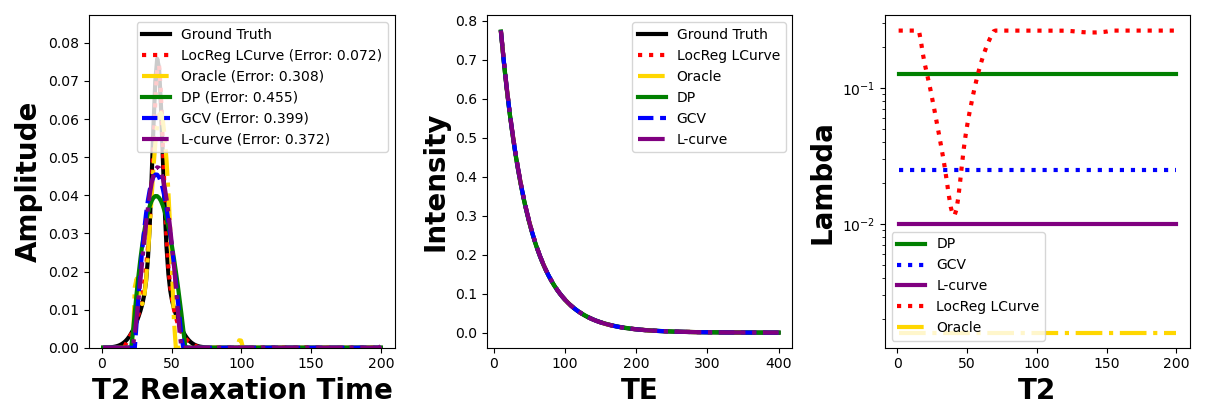 Amplitude
0.08
0.07
0.06
0.05
0.04
0.03
0.02
0.01
0.00
Ground Truth
LocReg LCurve (Error: 0.072)
Oracle (Error: 0.308)
DP (Error: 0.455)
GCV (Error: 0.399)
L-curve (Error: 0.372)
0 50 100 150 200
T2 Relaxation Time
Intensity
0.8
0.7
0.6
0.5
0.4
0.3
0.2
0.1
0.0
Ground Truth
LocReg LCurve
Oracle
DP
GCV
L-curve
0 100 200 300 400
TE
Lambda
10⁻¹
10⁻²
DP
GCV
L-curve
LocReg LCurve
Oracle
0 50 100 150 200
T2